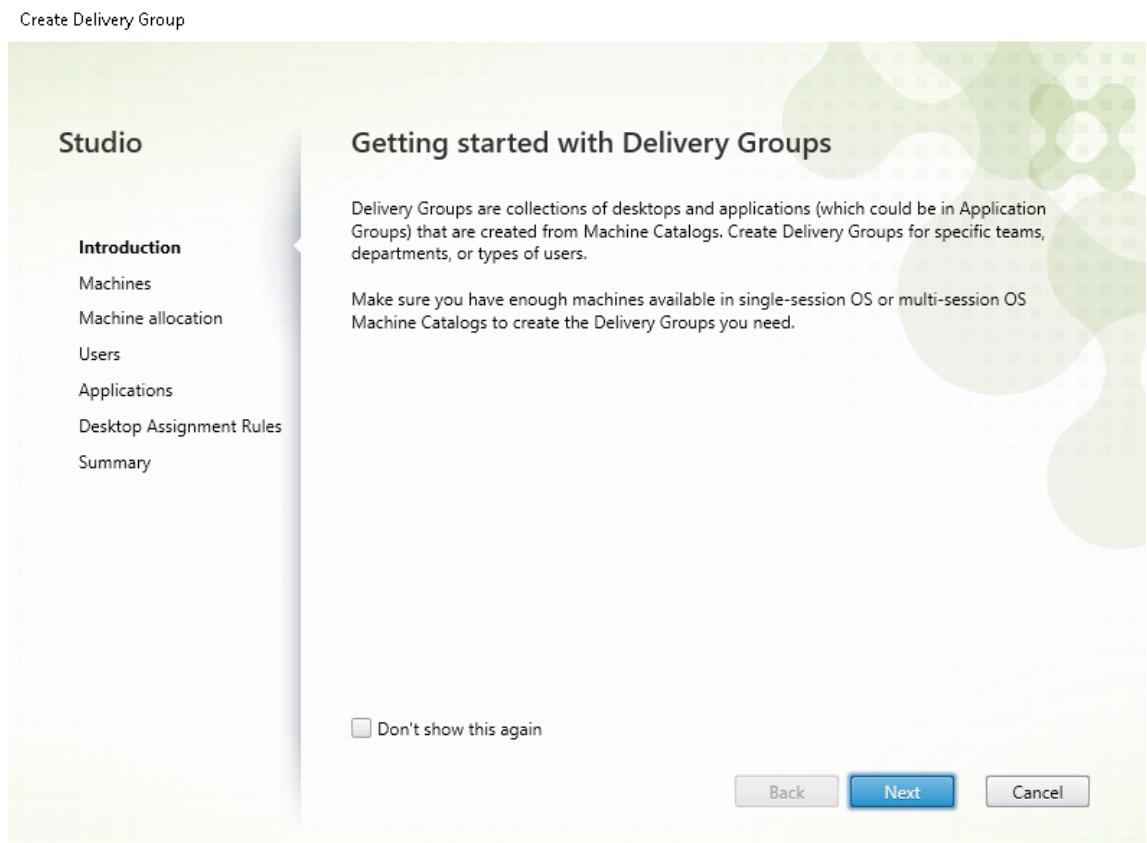 Create Delivery Group
Studio
Introduction
Machines
Machine allocation
Users
Applications
Desktop Assignment Rules
Summary
Getting started with Delivery Groups
Delivery Groups are collections of desktops and applications (which could be in Application
Groups) that are created from Machine Catalogs. Create Delivery Groups for specific teams,
departments, or types of users.
Make sure you have enough machines available in single-session OS or multi-session OS
Machine Catalogs to create the Delivery Groups you need.
Don't show this again
Back
Next
Cancel